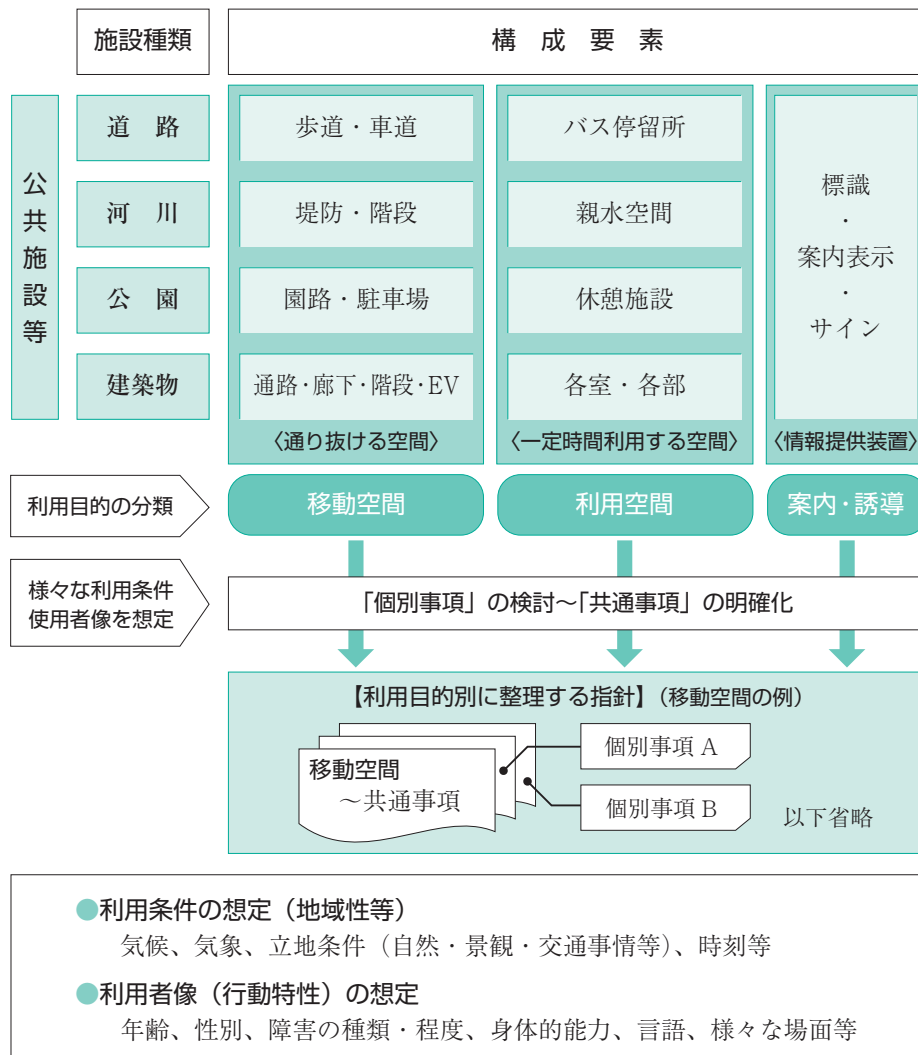 施設種類
構成要素
公共施設等
道路
歩道・車道
バス停留所
河川
堤防・階段
親水空間
公園
園路・駐車場
休憩施設
建築物
通路・廊下・階段・EV
各室・各部
標識
・
案内表示
・
サイン
〈通り抜ける空間〉
〈一定時間利用する空間〉
〈情報提供装置〉
利用目的の分類
移動空間
利用空間
案内・誘導
様々な利用条件
使用者像を想定
「個別事項」の検討～「共通事項」の明確化
【利用目的別に整理する指針】（移動空間の例）
移動空間
～共通事項
個別事項 A
個別事項 B
以下省略
●利用条件の想定（地域性等）
気候、気象、立地条件（自然・景観・交通事情等）、時刻等
●利用者像（行動特性）の想定
年齢、性別、障害の種類・程度、身体的能力、言語、様々な場面等